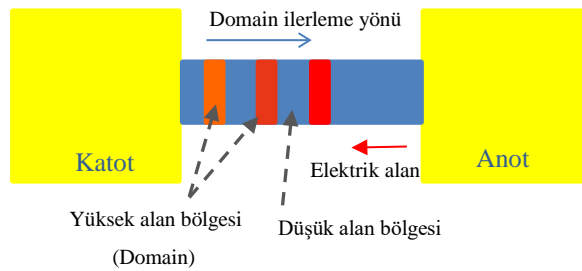 Domain ilerleme yönü
Katot
Anot
Elektrik alan
Yüksek alan bölgesi
(Domain)
Düşük alan bölgesi